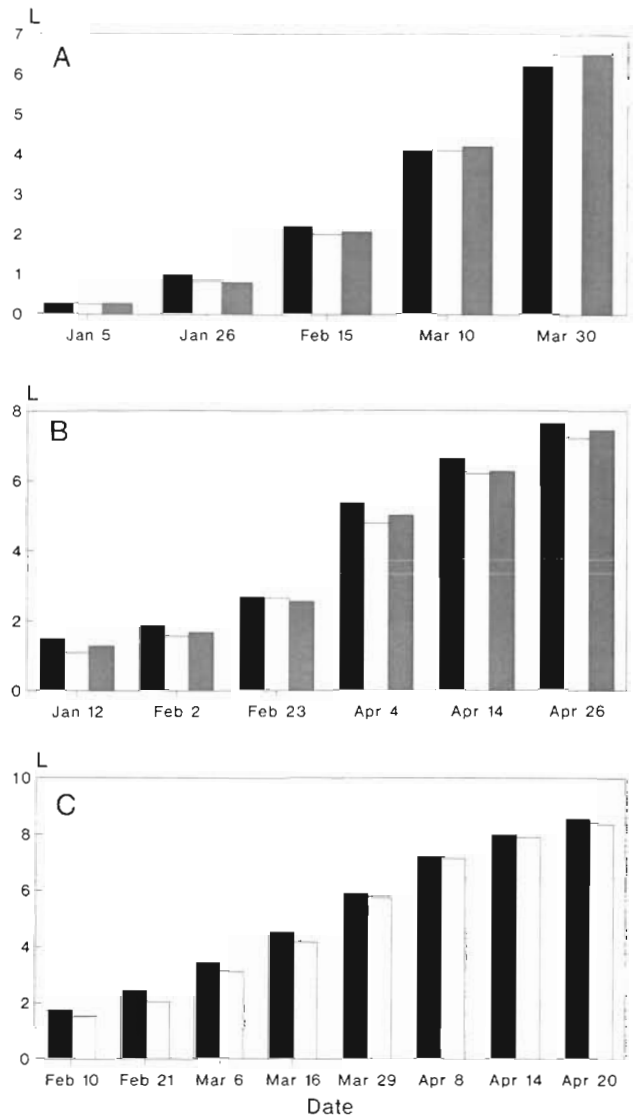 L
A
7
6
5
4
3
2
1
0
Jan 5 Jan 26 Feb 15 Mar 10 Mar 30
L
B
8
6
4
2
0
Jan 12 Feb 2 Feb 23 Apr 4 Apr 14 Apr 26
L
C
10
8
6
4
2
0
Feb 10 Feb 21 Mar 6 Mar 16 Mar 29 Apr 8 Apr 14 Apr 20
Date